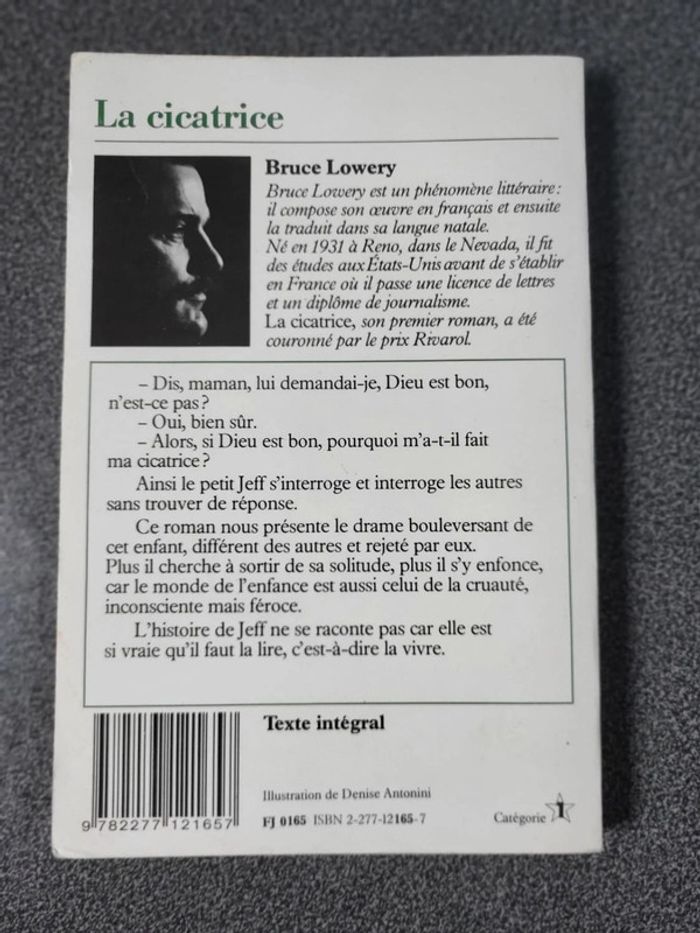 La cicatrice
Bruce Lowery
Bruce Lowery est un phénomène littéraire :
il compose son œuvre en français et ensuite
la traduit dans sa langue natale.
Né en 1931 à Reno, dans le Nevada, il fit
des études aux États-Unis avant de s'établir
en France où il passe une licence de lettres
et un diplôme de journalisme.
La cicatrice, son premier roman, a été
couronné par le prix Rivarol.
– Dis, maman, lui demandai-je, Dieu est bon,
n'est-ce pas ?
– Oui, bien sûr.
– Alors, si Dieu est bon, pourquoi m'a-t-il fait
ma cicatrice ?
Ainsi le petit Jeff s'interroge et interroge les autres
sans trouver de réponse.
Ce roman nous présente le drame bouleversant de
cet enfant, différent des autres et rejeté par eux.
Plus il cherche à sortir de sa solitude, plus il s'y enfonce,
car le monde de l'enfance est aussi celui de la cruauté,
inconsciente mais féroce.
L'histoire de Jeff ne se raconte pas car elle est
si vraie qu'il faut la lire, c'est-à-dire la vivre.
Texte intégral
Illustration de Denise Antonini
FJ 0165 ISBN 2-277-12165-7
Catégorie 1
9 782277 121657